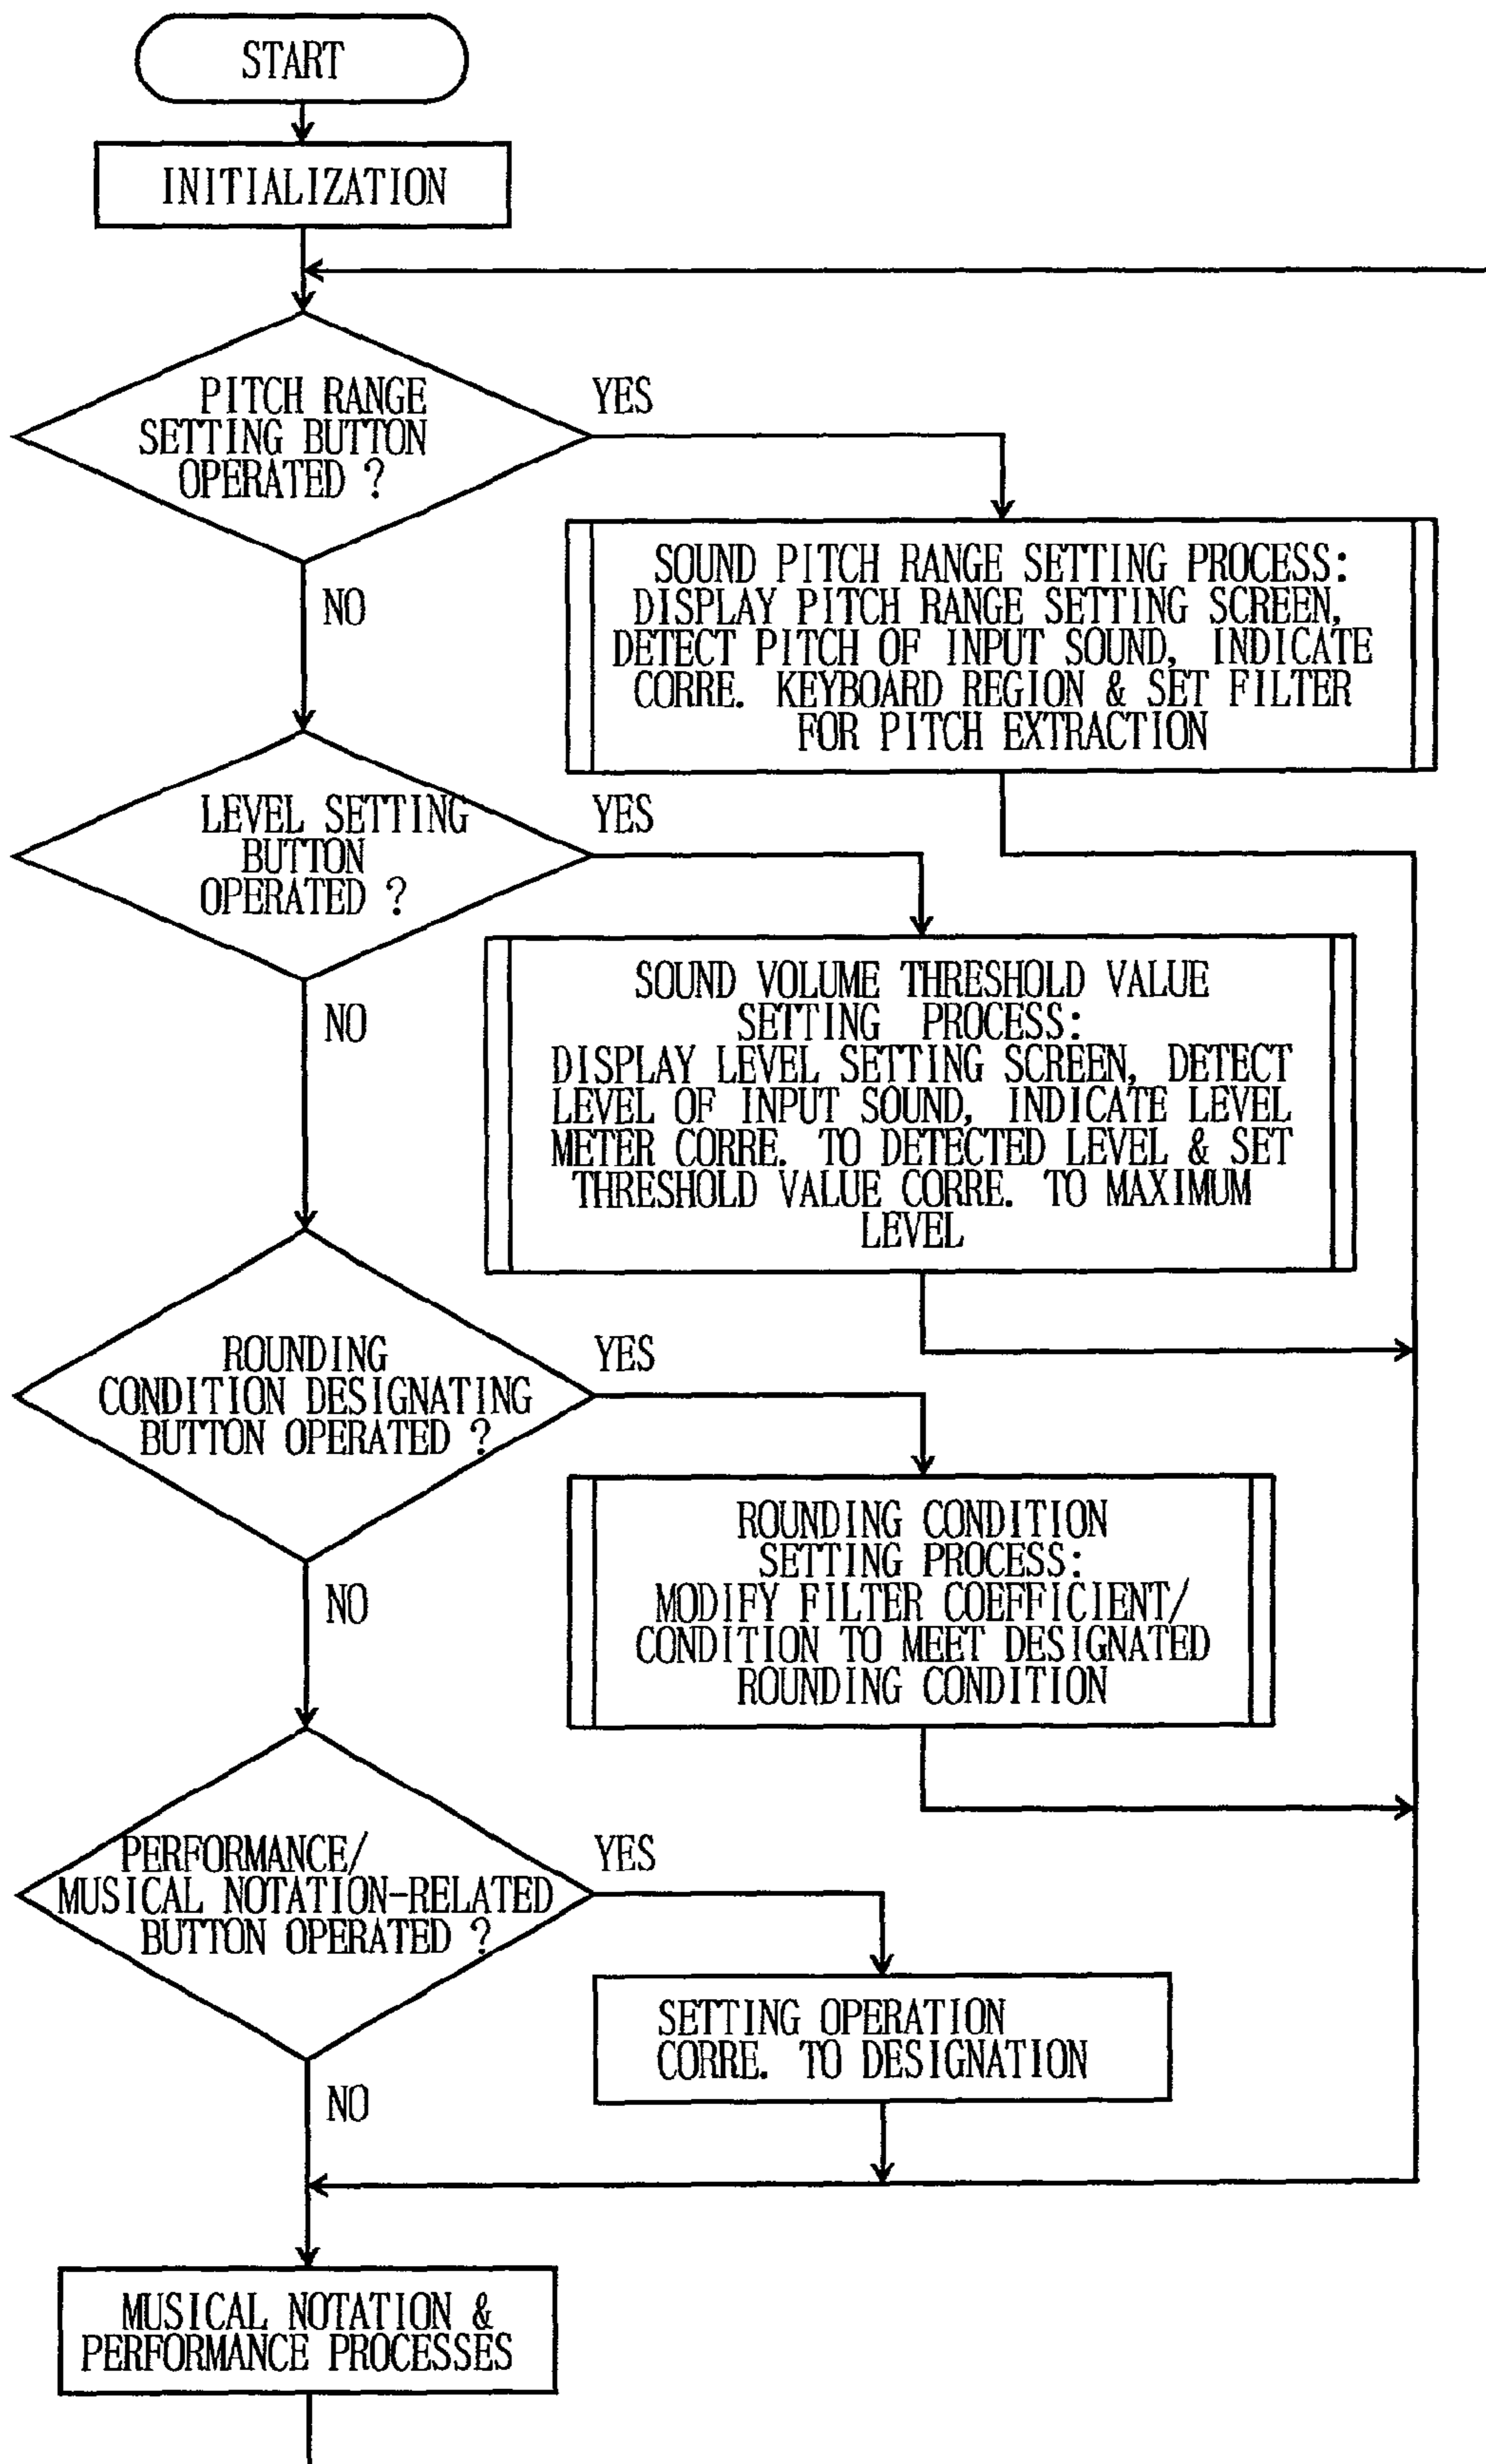 START
INITIALIZATION
PITCH RANGE
SETTING BUTTON
OPERATED ?
YES
NO
SOUND PITCH RANGE SETTING PROCESS:
DISPLAY PITCH RANGE SETTING SCREEN,
DETECT PITCH OF INPUT SOUND, INDICATE
CORRE. KEYBOARD REGION & SET FILTER
FOR PITCH EXTRACTION
LEVEL SETTING
BUTTON
OPERATED ?
YES
NO
SOUND VOLUME THRESHOLD VALUE
SETTING PROCESS:
DISPLAY LEVEL SETTING SCREEN, DETECT
LEVEL OF INPUT SOUND, INDICATE LEVEL
METER CORRE. TO DETECTED LEVEL & SET
THRESHOLD VALUE CORRE. TO MAXIMUM
LEVEL
ROUNDING
CONDITION DESIGNATING
BUTTON OPERATED ?
YES
NO
ROUNDING CONDITION
SETTING PROCESS:
MODIFY FILTER COEFFICIENT/
CONDITION TO MEET DESIGNATED
ROUNDING CONDITION
PERFORMANCE/
MUSICAL NOTATION-RELATED
BUTTON OPERATED ?
YES
NO
SETTING OPERATION
CORRE. TO DESIGNATION
MUSICAL NOTATION &
PERFORMANCE PROCESSES